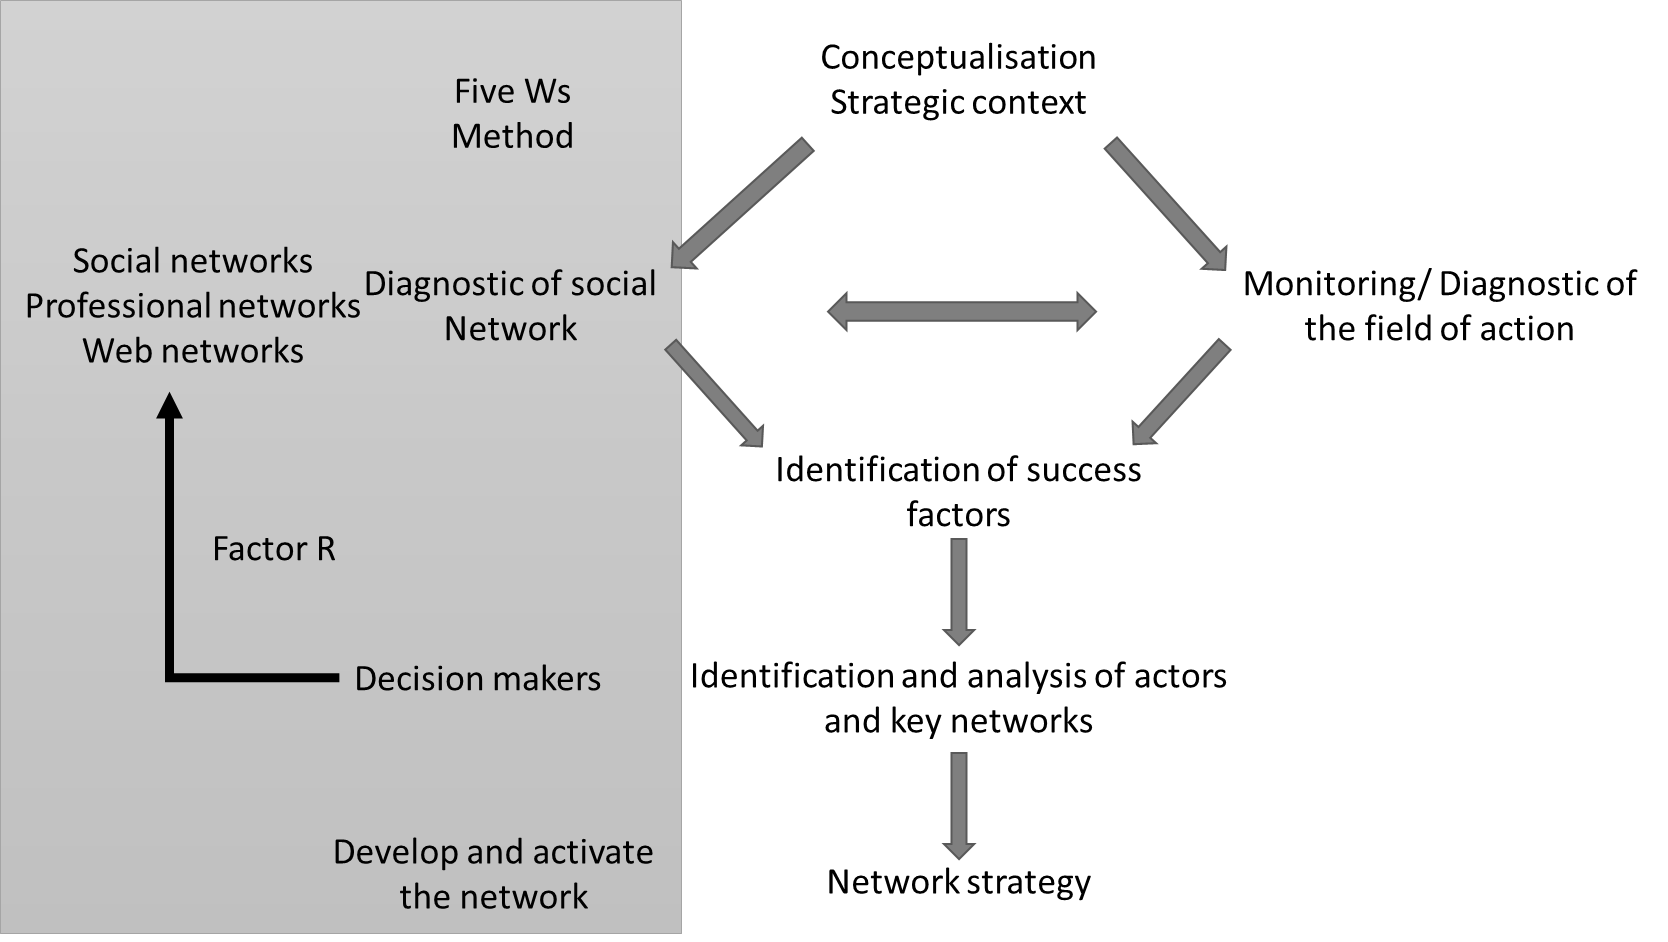 Conceptualisation
Strategic context
Five Ws
Method
Social networks
Professional networks
Web networks
Diagnostic of social
Network
Monitoring/ Diagnostic of
the field of action
Identification of success
factors
Factor R
Decision makers
Identification and analysis of actors
and key networks
Develop and activate
the network
Network strategy